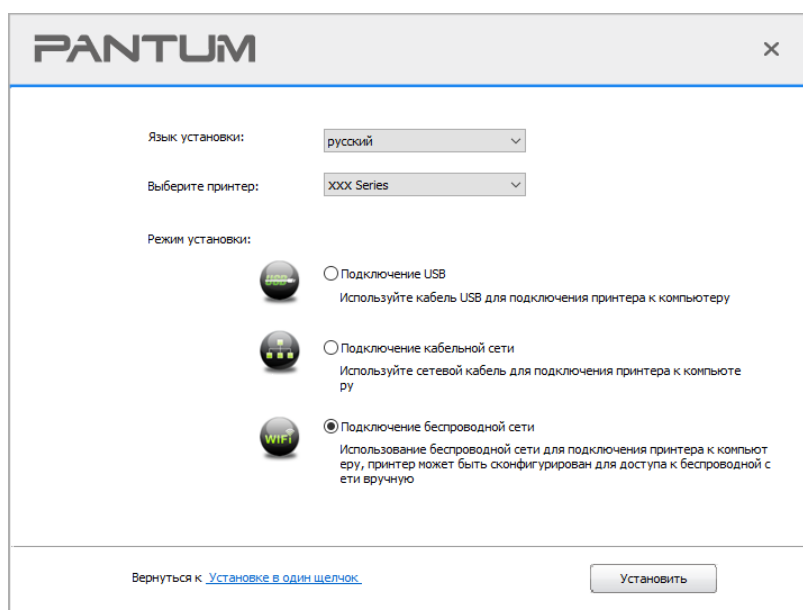 PANTUM
Язык установки:
русский
Выберите принтер:
XXX Series
Режим установки:
USB
Подключение USB
Используйте кабель USB для подключения принтера к компьютеру
Подключение кабельной сети
Используйте сетевой кабель для подключения принтера к компьюте
ру
WiFi
Подключение беспроводной сети
Использование беспроводной сети для подключения принтера к компьют
еру, принтер может быть сконфигурирован для доступа к беспроводной с
ети вручную
Вернуться к Установке в один щелчок
Установить